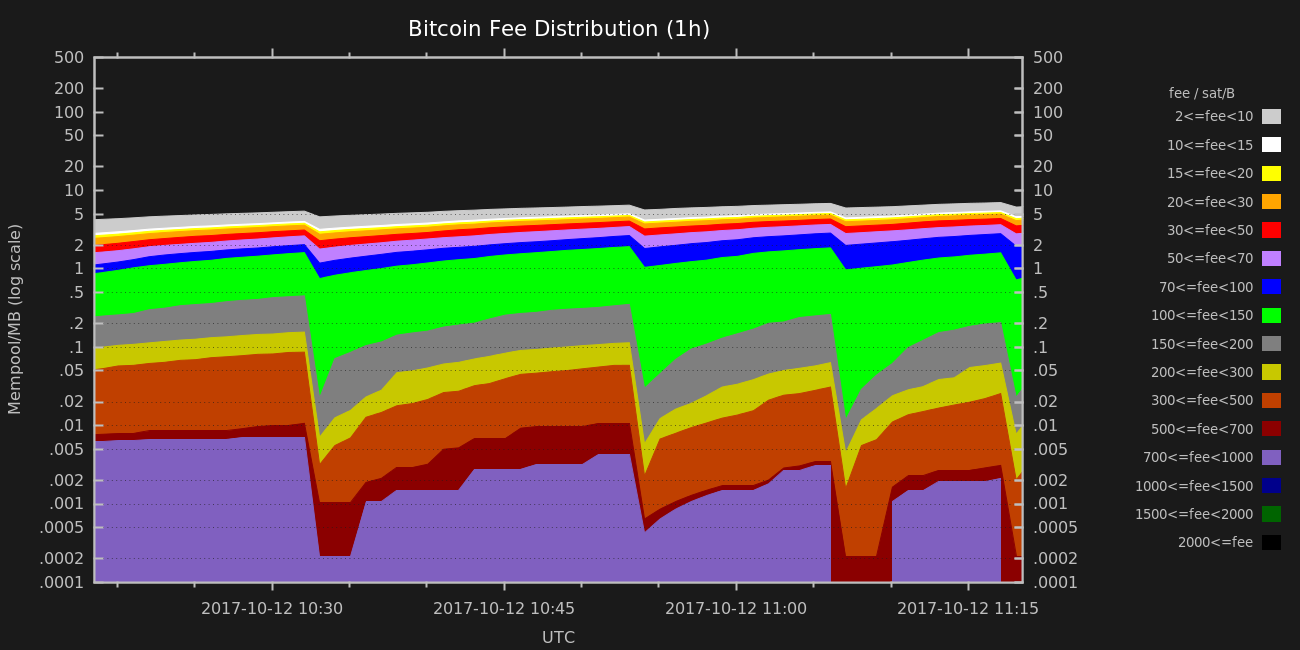 Bitcoin Fee Distribution (1h)
500
200
100
50
20
10
5
2
1
.5
.2
.1
.05
.02
.01
.005
.002
.001
.0005
.0002
.0001
Mempool/MB (log scale)
500
200
100
50
20
10
5
2
1
.5
.2
.1
.05
.02
.01
.005
.002
.001
.0005
.0002
.0001
2017-10-12 10:30
2017-10-12 10:45
2017-10-12 11:00
2017-10-12 11:15
UTC
fee / sat/B
2<=fee<10
10<=fee<15
15<=fee<20
20<=fee<30
30<=fee<50
50<=fee<70
70<=fee<100
100<=fee<150
150<=fee<200
200<=fee<300
300<=fee<500
500<=fee<700
700<=fee<1000
1000<=fee<1500
1500<=fee<2000
2000<=fee